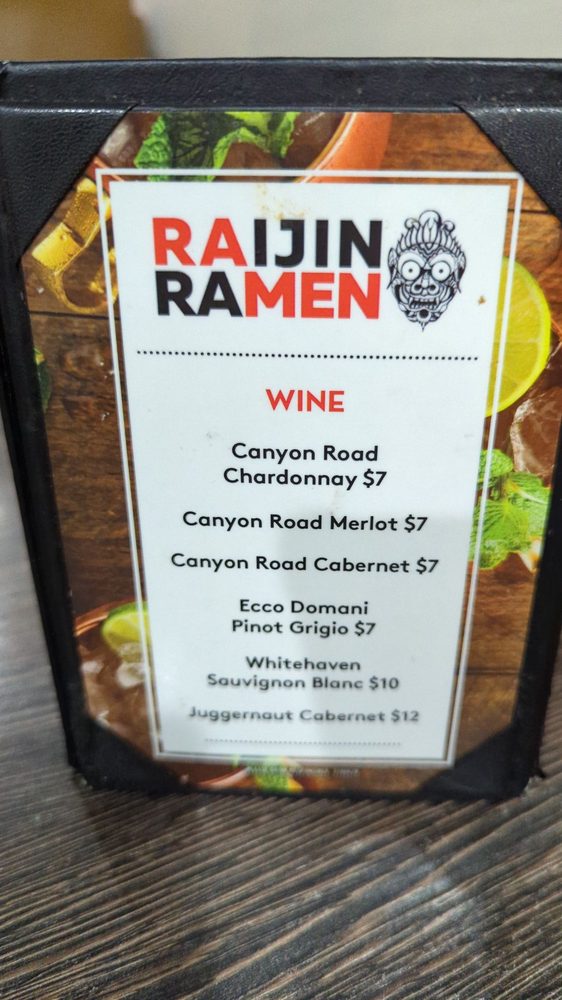 RAIJIN
RAMEN
WINE
Canyon Road
Chardonnay $7
Canyon Road Merlot $7
Canyon Road Cabernet $7
Ecco Domani
Pinot Grigio $7
Whitehaven
Sauvignon Blanc $10
Juggernaut Cabernet $12